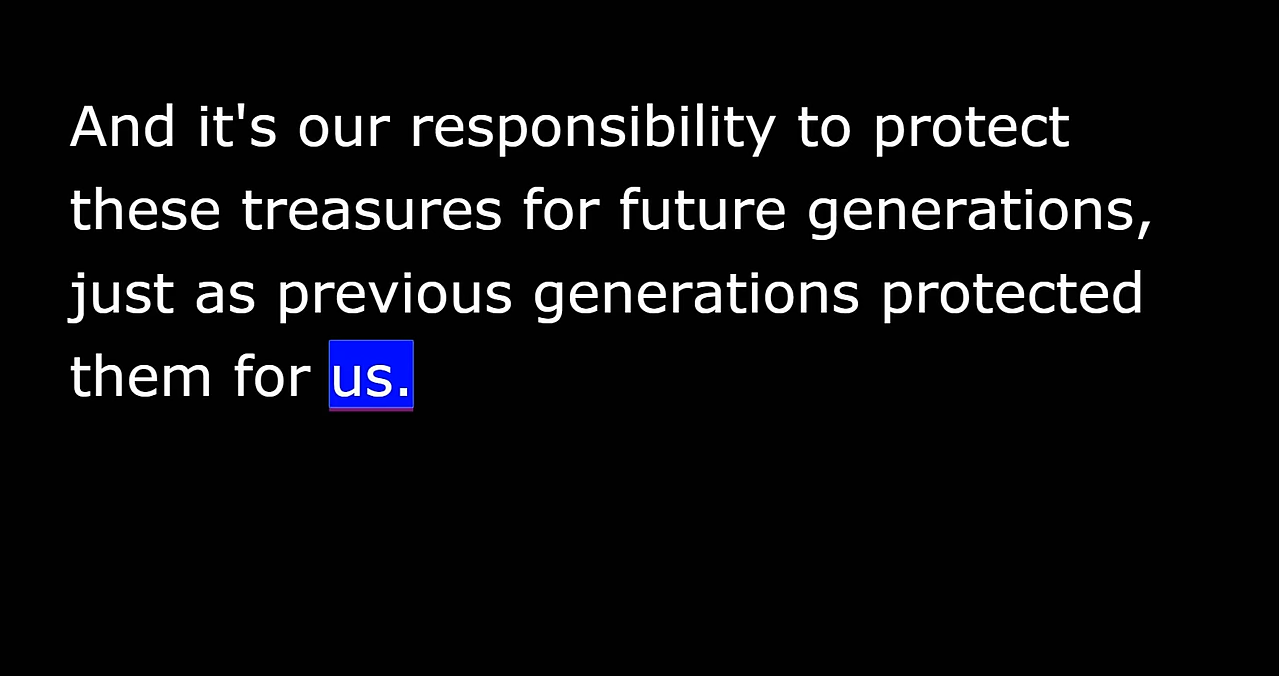 And it's our responsibility to protect
these treasures for future generations,
just as previous generations protected
them for us.